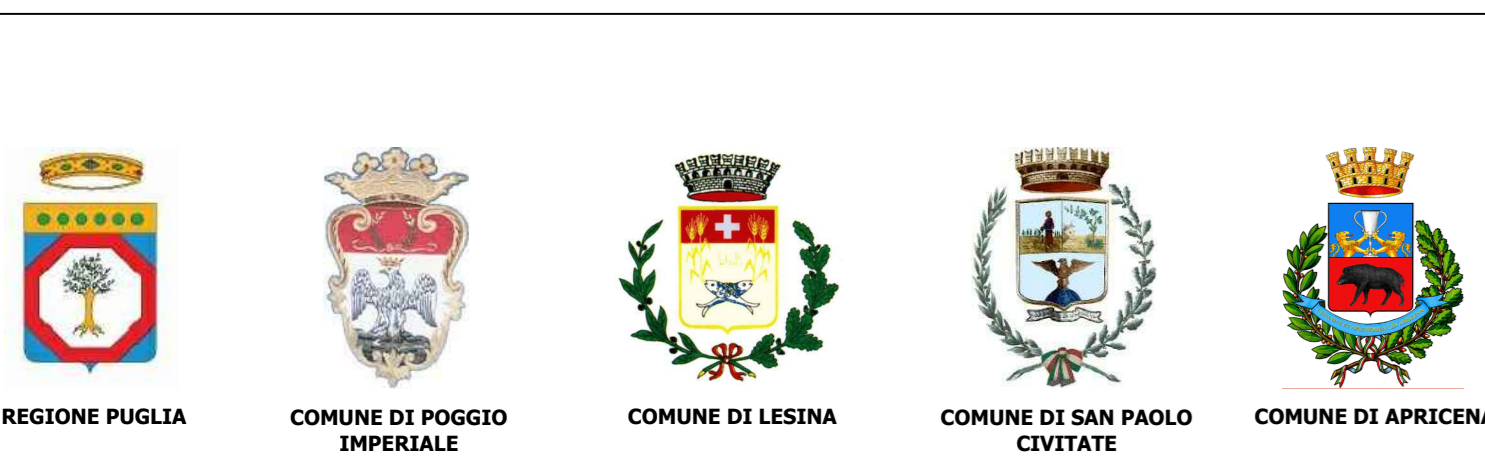 REGIONE PUGLIA
COMUNE DI POGGIO
IMPERIALE
COMUNE DI LESINA
COMUNE DI SAN PAOLO
CIVITATE
COMUNE DI APRICENA